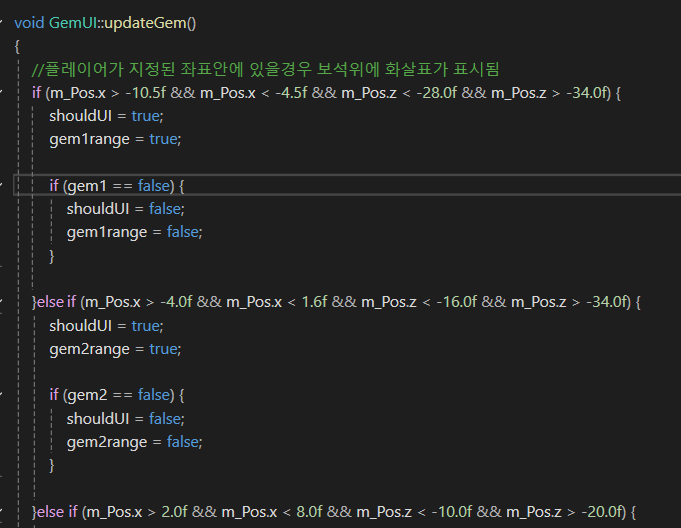 void GemUI::updateGem()
{
//플레이어가 지정된 좌표안에 있을경우 보석위에 화살표가 표시됨
if (m_Pos.x > -10.5f && m_Pos.x < -4.5f && m_Pos.z < -28.0f && m_Pos.z > -34.0f) {
shouldUI = true;
gem1range = true;
if (gem1 == false) {
shouldUI = false;
gem1range = false;
}
}else if (m_Pos.x > -4.0f && m_Pos.x < 1.6f && m_Pos.z < -16.0f && m_Pos.z > -34.0f) {
shouldUI = true;
gem2range = true;
if (gem2 == false) {
shouldUI = false;
gem2range = false;
}
}else if (m_Pos.x > 2.0f && m_Pos.x < 8.0f && m_Pos.z < -10.0f && m_Pos.z > -20.0f) {